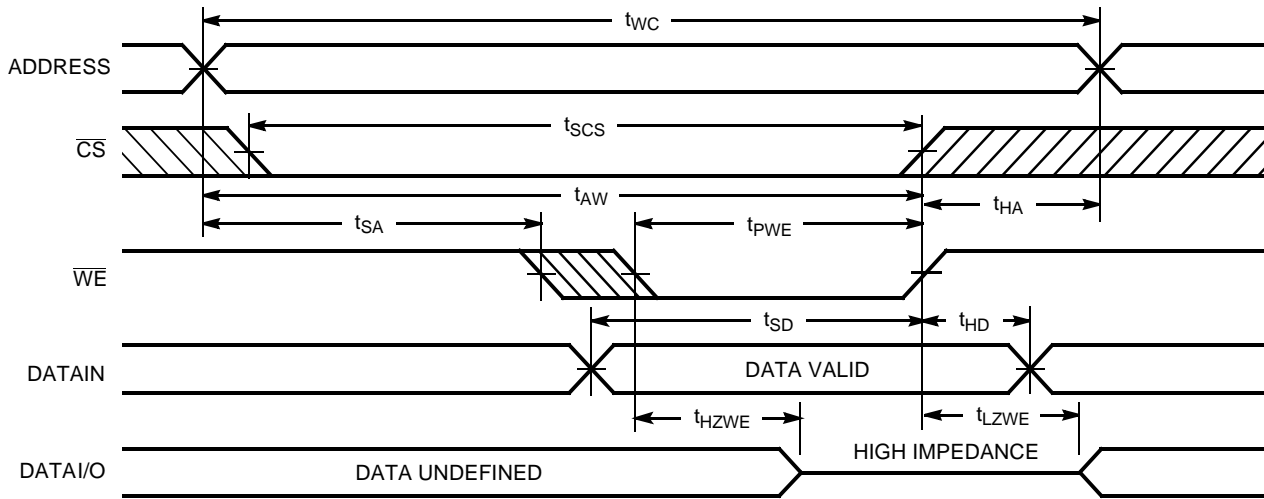 tWC
ADDRESS
tSCS
CS
tAW
tSA
tPWE
tHA
WE
tSD
tHD
DATAIN
DATA VALID
tHZWE
tLZWE
HIGH IMPEDANCE
DATAI/O
DATA UNDEFINED